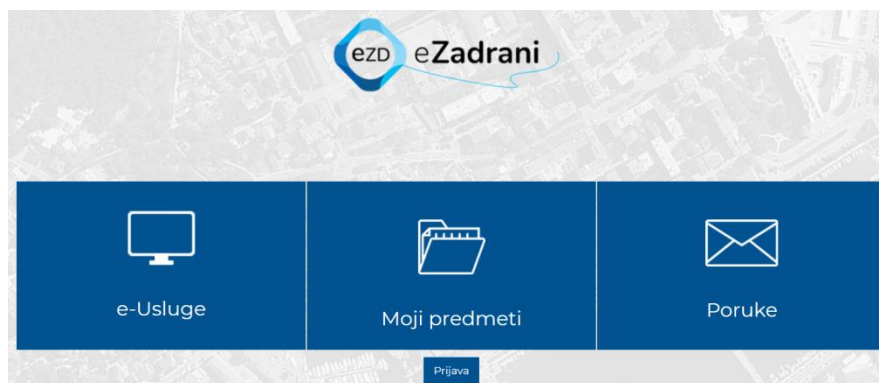 eZD eZadrani
e-Usluge
Moji predmeti
Poruke
Prijava